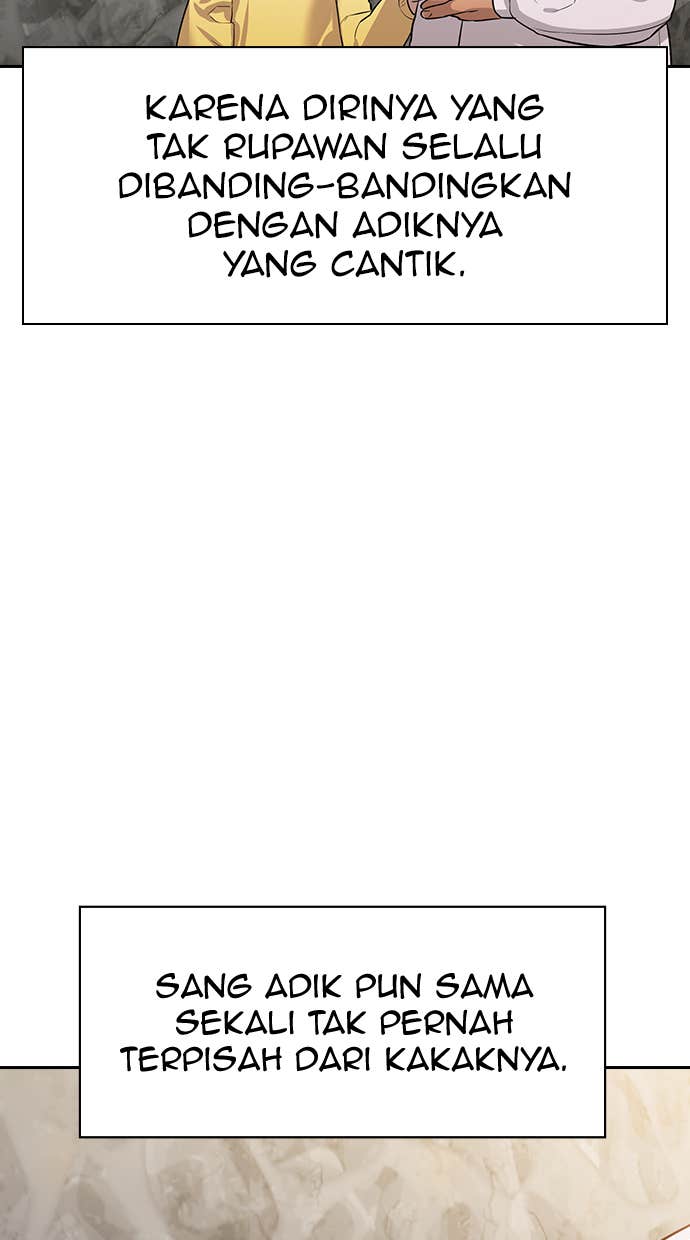 KARENA DIRINYA YANG
TAK RUPAWAN SELALU
DIBANDING-BANDINGKAN
DENGAN ADIKNYA
YANG CANTIK.
SANG ADIK PUN SAMA
SEKALI TAK PERNAH
TERPISAH DARI KAKAKNYA.